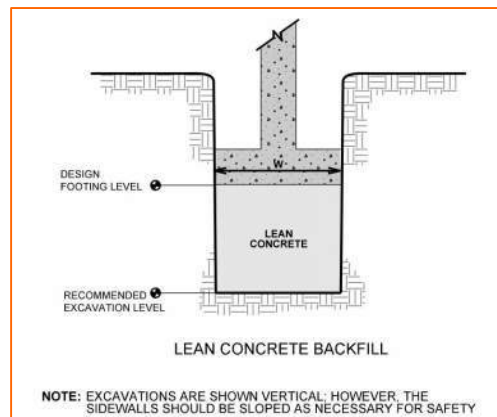 W
DESIGN
FOOTING LEVEL
LEAN
CONCRETE
RECOMMENDED
EXCAVATION LEVEL
LEAN CONCRETE BACKFILL
NOTE: EXCAVATIONS ARE SHOWN VERTICAL; HOWEVER, THE
SIDEWALLS SHOULD BE SLOPED AS NECESSARY FOR SAFETY